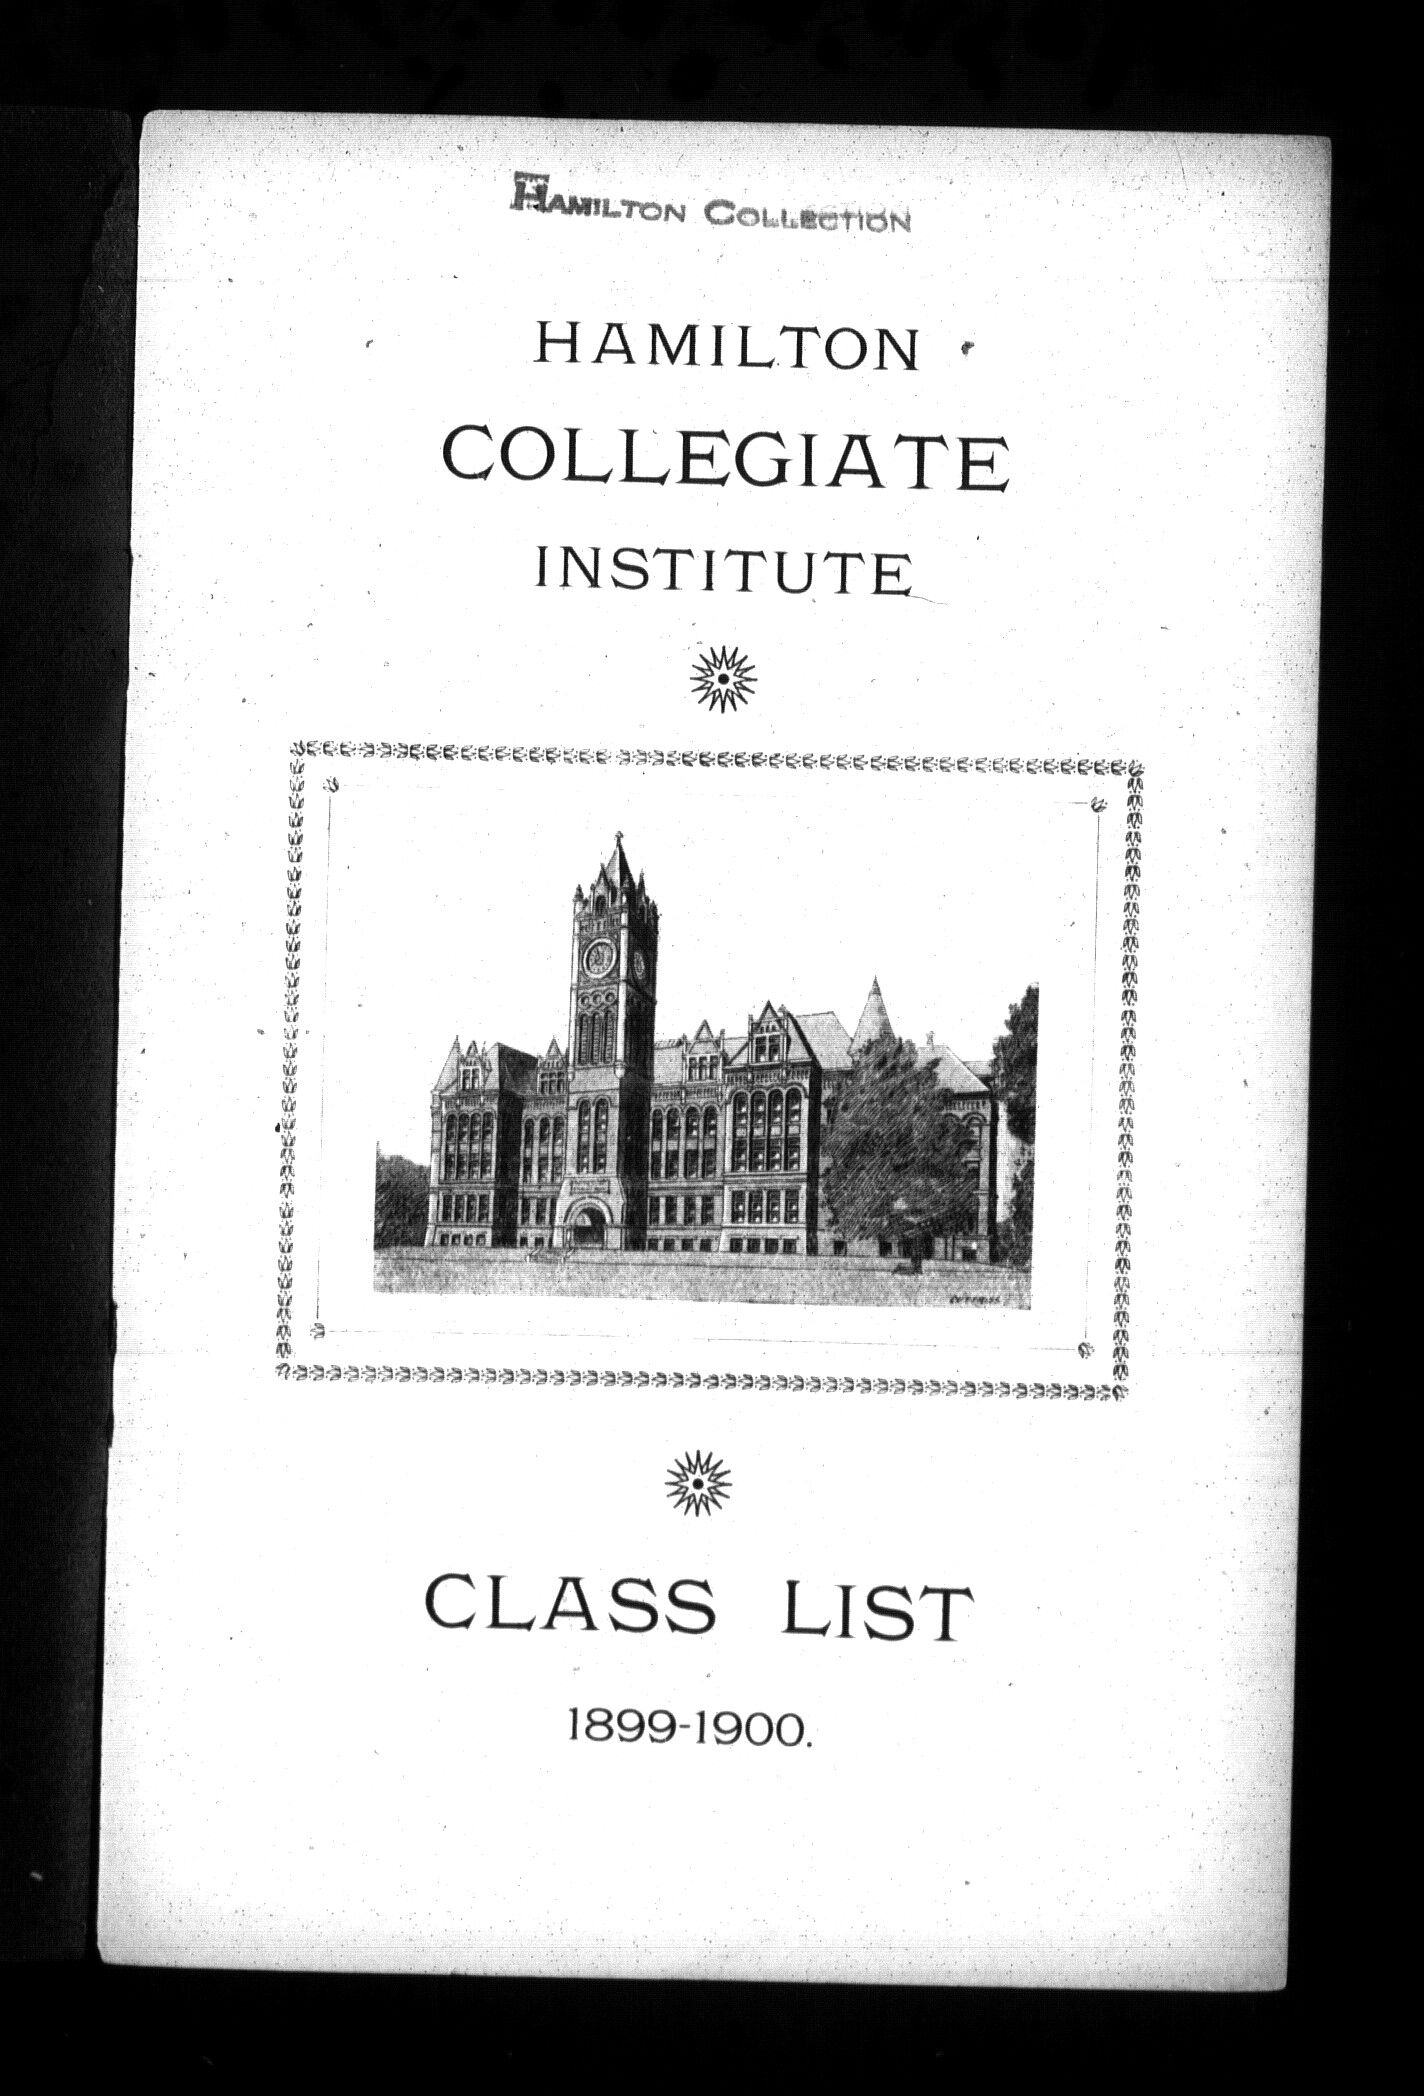 HAMILTON COLLECTION
HAMILTON
COLLEGIATE
INSTITUTE
CLASS LIST
1899-1900.